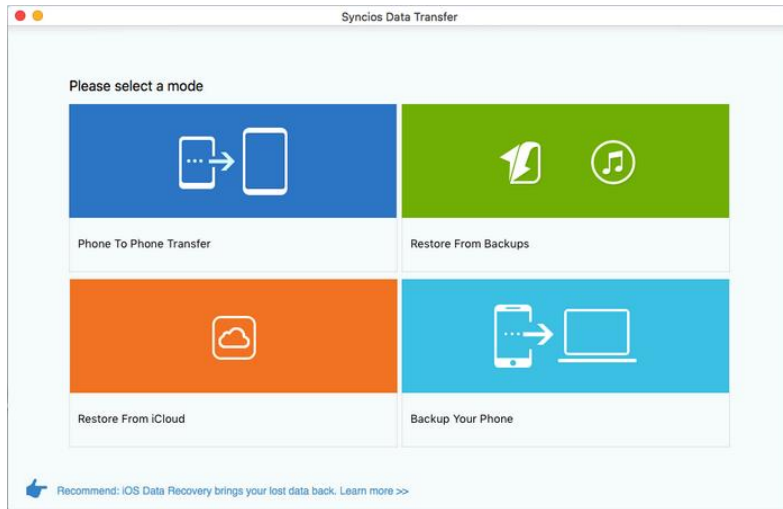 Syncios Data Transfer
Please select a mode
Phone To Phone Transfer
Restore From Backups
Restore From iCloud
Backup Your Phone
Recommend: iOS Data Recovery brings your lost data back. Learn more >>